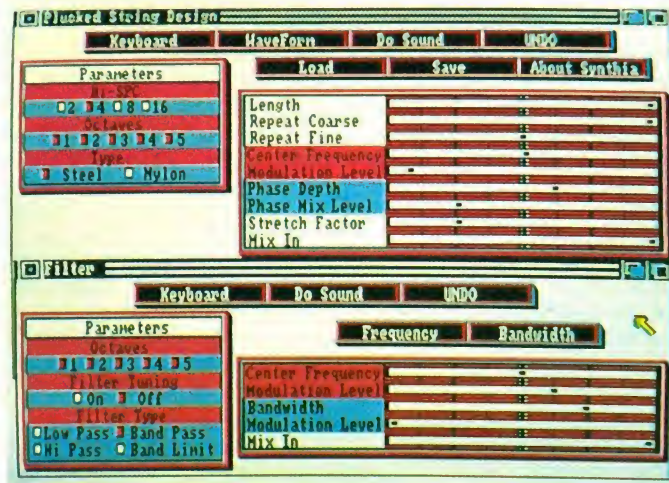 Plucked String Design
Keyboard WaveForm Do Sound UNDO
Load Save About Synthia
Parameters
Hi-SPC
2 4 8 16
Octaves
1 2 3 4 5
Type
Steel Nylon
Length
Repeat Coarse
Repeat Fine
Center Frequency
Modulation Level
Phase Depth
Phase Mix Level
Stretch Factor
Mix In
Filter
Keyboard Do Sound UNDO
Frequency Bandwidth
Parameters
Octaves
1 2 3 4 5
Filter Tuning
On Off
Filter Type
Low Pass Band Pass
Hi Pass Band Limit
Center Frequency
Modulation Level
Bandwidth
Modulation Level
Mix In